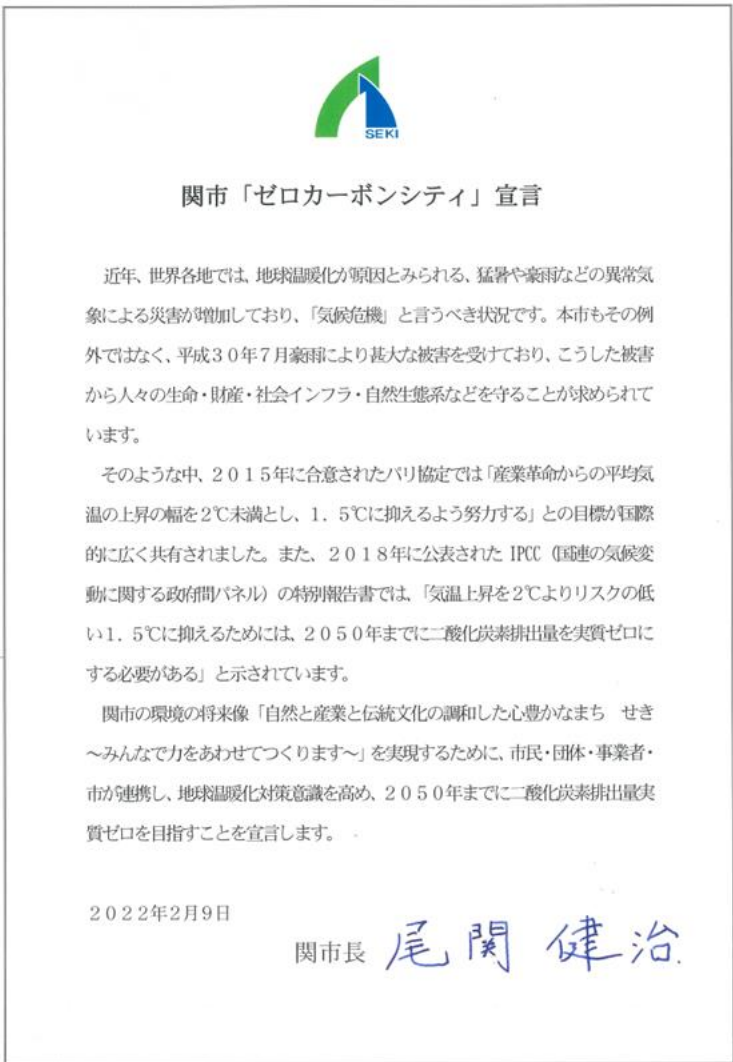 SEKI
関市「ゼロカーボンシティ」宣言
近年、世界各地では、地球温暖化が原因とみられる、猛暑や豪雨などの異常気
象による災害が増加しており、「気候危機」と言うべき状況です。本市もその例
外ではなく、平成３０年７月豪雨により甚大な被害を受けており、こうした被害
から人々の生命・財産・社会インフラ・自然生態系などを守ることが求められて
います。
そのような中、２０１５年に合意されたパリ協定では「産業革命からの平均気
温の上昇の幅を２℃未満とし、１．５℃に抑えるよう努力する」との目標が国際
的に広く共有されました。また、２０１８年に公表された IPCC（国連の気候変
動に関する政府間パネル）の特別報告書では、「気温上昇を２℃よりリスクの低
い１．５℃に抑えるためには、２０５０年までに二酸化炭素排出量を実質ゼロに
する必要がある」と示されています。
関市の環境の将来像「自然と産業と伝統文化の調和した心豊かなまち　せき
～みんなで力をあわせてつくります～」を実現するために、市民・団体・事業者・
市が連携し、地球温暖化対策意識を高め、２０５０年までに二酸化炭素排出量実
質ゼロを目指すことを宣言します。
２０２２年２月９日
関市長 尾関 健治